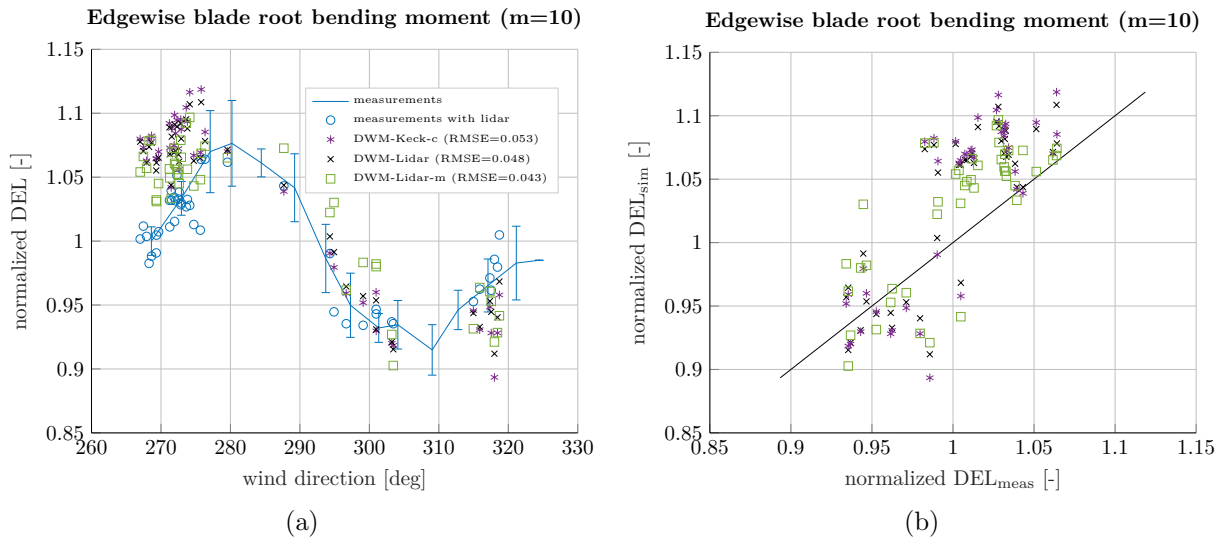 Edgewise blade root bending moment (m=10)
1.15
1.1
1.05
1
0.95
0.9
0.85
normalized DEL [-]
260 270 280 290 300 310 320 330
wind direction [deg]
measurements
measurements with lidar
DWM-Keck-c (RMSE=0.053)
DWM-Lidar (RMSE=0.048)
DWM-Lidar-m (RMSE=0.043)
(a)
Edgewise blade root bending moment (m=10)
1.15
1.1
1.05
1
0.95
0.9
0.85
normalized DELsim [-]
0.85 0.9 0.95 1 1.05 1.1 1.15
normalized DELmeas [-]
(b)